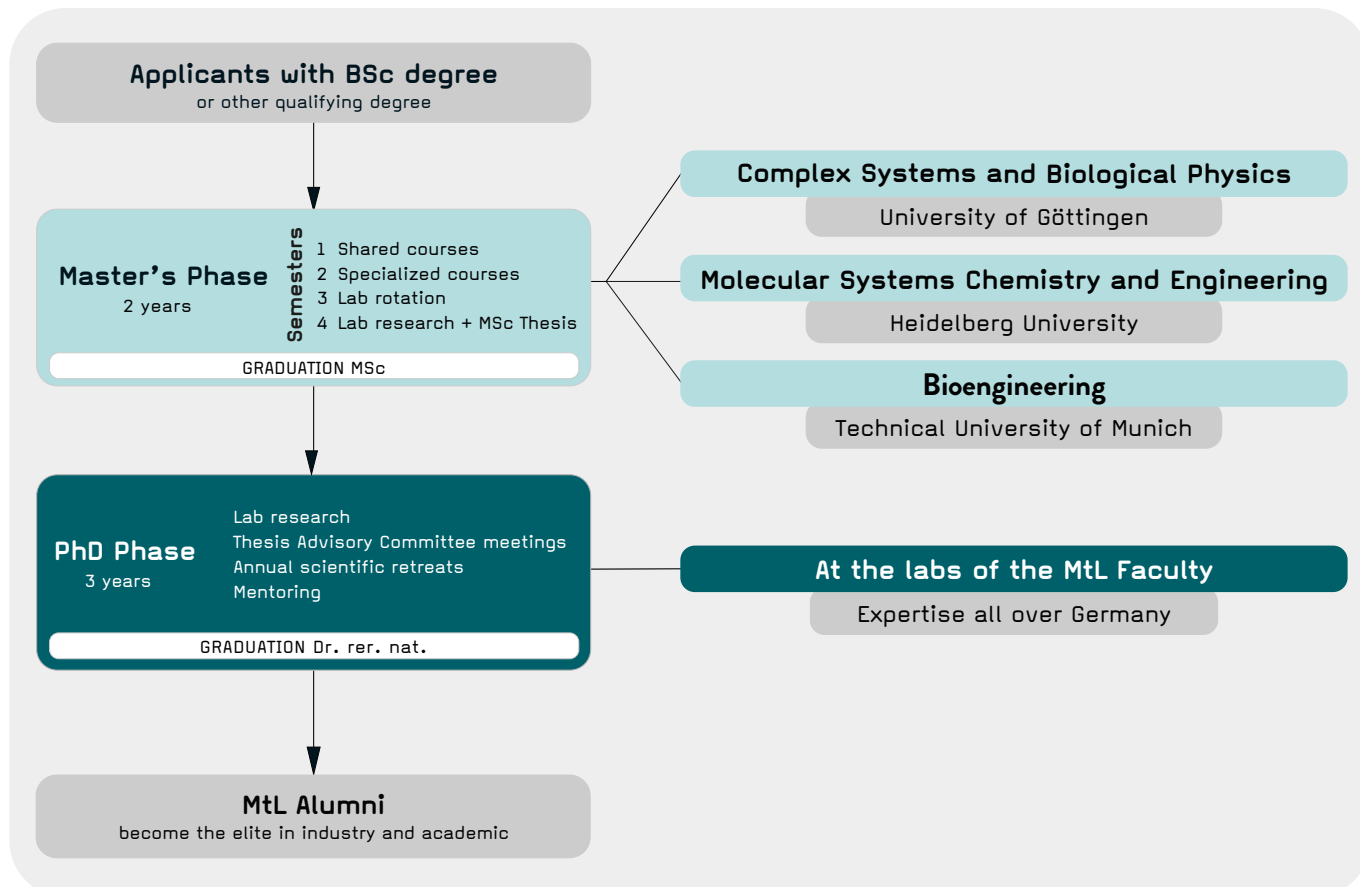 Applicants with BSc degree
or other qualifying degree
Master's Phase
2 years
Semesters
1 Shared courses
2 Specialized courses
3 Lab rotation
4 Lab research + MSc Thesis
GRADUATION MSc
Complex Systems and Biological Physics
University of Göttingen
Molecular Systems Chemistry and Engineering
Heidelberg University
Bioengineering
Technical University of Munich
PhD Phase
3 years
Lab research
Thesis Advisory Committee meetings
Annual scientific retreats
Mentoring
GRADUATION Dr. rer. nat.
At the labs of the MtL Faculty
Expertise all over Germany
MtL Alumni
become the elite in industry and academic